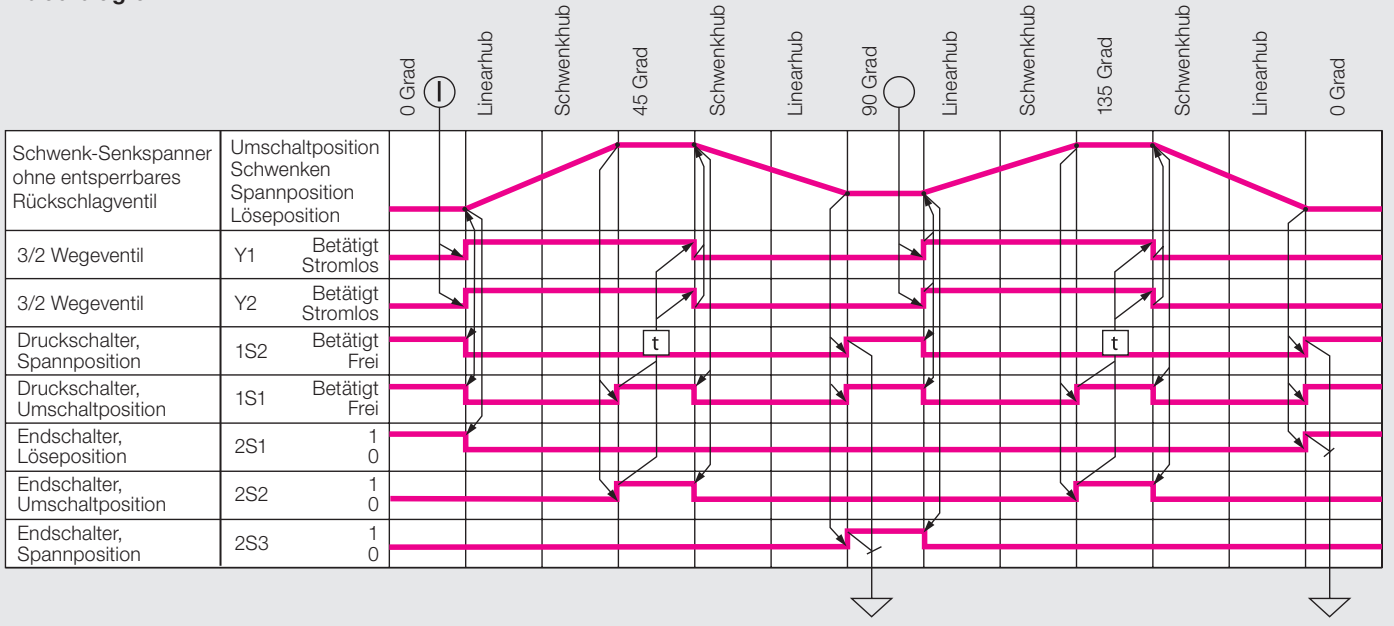 0 Grad
Linearhub
Schwenkhub
45 Grad
Schwenkhub
Linearhub
90 Grad
Linearhub
Schwenkhub
135 Grad
Schwenkhub
Linearhub
0 Grad
Schwenk-Senkspanner
ohne entsperrbares
Rückschlagventil
Umschaltposition
Schwenken
Spannposition
Löseposition
3/2 Wegeventil Y1 Betätigt
Stromlos
3/2 Wegeventil Y2 Betätigt
Stromlos
Druckschalter,
Spannposition
1S2
Betätigt
Frei
t
t
Druckschalter,
Umschaltposition
1S1
Betätigt
Frei
Endschalter,
Löseposition
2S1
1
0
Endschalter,
Umschaltposition
2S2
1
0
Endschalter,
Spannposition
2S3
1
0